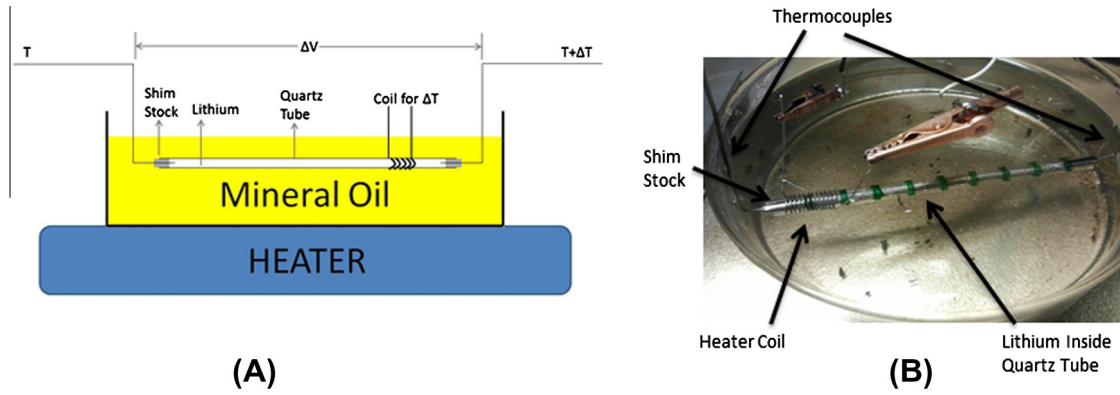 T
ΔV
T+ΔT
Shim
Stock
Lithium
Quartz
Tube
Coil for ΔT
Mineral Oil
HEATER
(A)
Thermocouples
Shim
Stock
Heater Coil
Lithium Inside
Quartz Tube
(B)